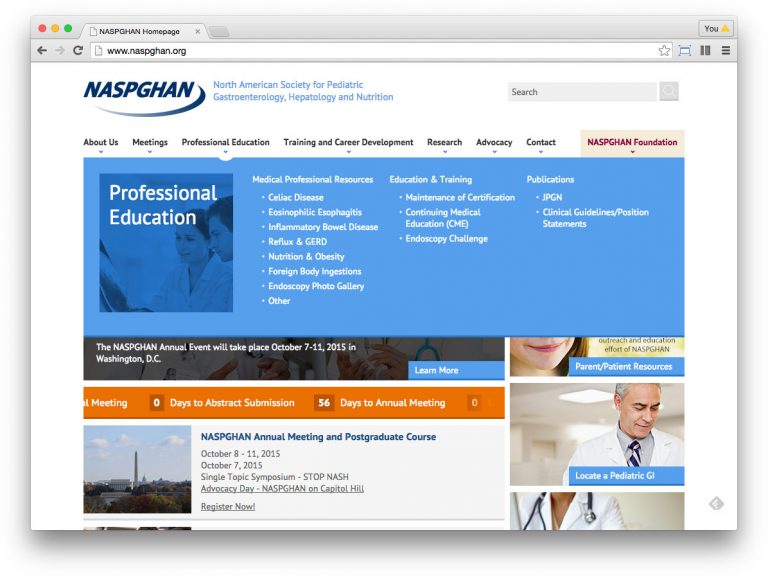 NASPGHAN Homepage
You
www.naspghan.org
NASPGHAN
North American Society for Pediatric
Gastroenterology, Hepatology and Nutrition
Search
About Us
Meetings
Professional Education
Training and Career Development
Research
Advocacy
Contact
NASPGHAN Foundation
Professional
Education
Medical Professional Resources
• Celiac Disease
• Eosinophilic Esophagitis
• Inflammatory Bowel Disease
• Reflux & GERD
• Nutrition & Obesity
• Foreign Body Ingestions
• Endoscopy Photo Gallery
• Other
Education & Training
• Maintenance of Certification
• Continuing Medical
Education (CME)
• Endoscopy Challenge
Publications
• JPGN
• Clinical Guidelines/Position
Statements
The NASPGHAN Annual Event will take place October 7-11, 2015 in
Washington, D.C.
Learn More
outreach and education
effort of NASPGHAN
Parent/Patient Resources
al Meeting 0 Days to Abstract Submission 56 Days to Annual Meeting 0
NASPGHAN Annual Meeting and Postgraduate Course
October 8 - 11, 2015
October 7, 2015
Single Topic Symposium - STOP NASH
Advocacy Day - NASPGHAN on Capitol Hill
Register Now!
Locate a Pediatric GI